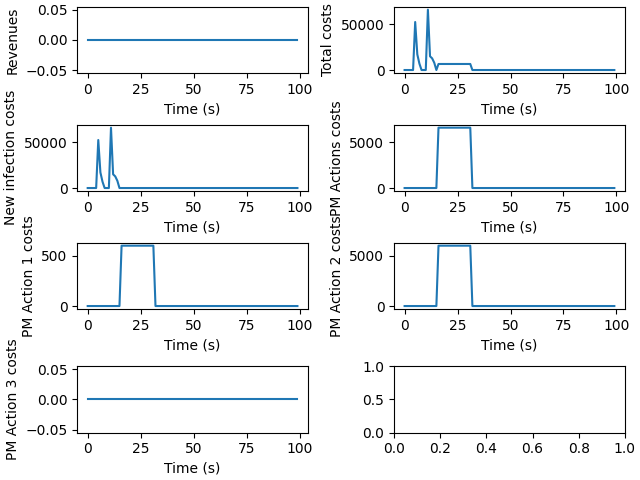 Revenues
0.05
0.00
−0.05
0 25 50 75 100
Time (s)
Total costs
50000
0
0 25 50 75 100
Time (s)
New infection costs
50000
0
0 25 50 75 100
Time (s)
PM Actions costs
5000
0
0 25 50 75 100
Time (s)
PM Action 1 costs
500
0
0 25 50 75 100
Time (s)
PM Action 2 costs
5000
0
0 25 50 75 100
Time (s)
PM Action 3 costs
0.05
0.00
−0.05
0 25 50 75 100
Time (s)
1.0
0.5
0.0
0.0 0.2 0.4 0.6 0.8 1.0